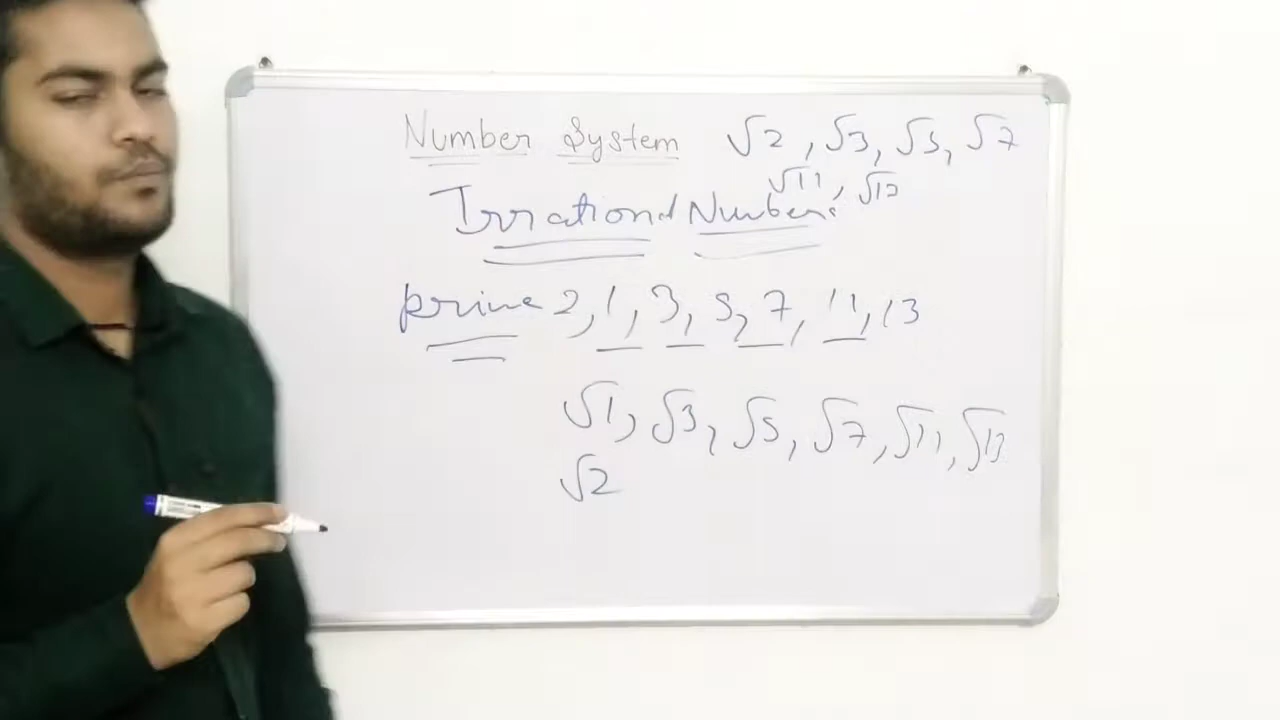 Number System √2, √3, √5, √7
√11, √13
Irrational Number:
prime 2, 1, 3, 5, 7, 11, 13
√1, √3, √5, √7, √11, √13
√2